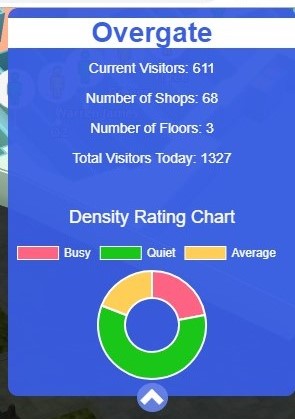 Overgate
Current Visitors: 611
Number of Shops: 68
Number of Floors: 3
Total Visitors Today: 1327
Density Rating Chart
Busy Quiet Average